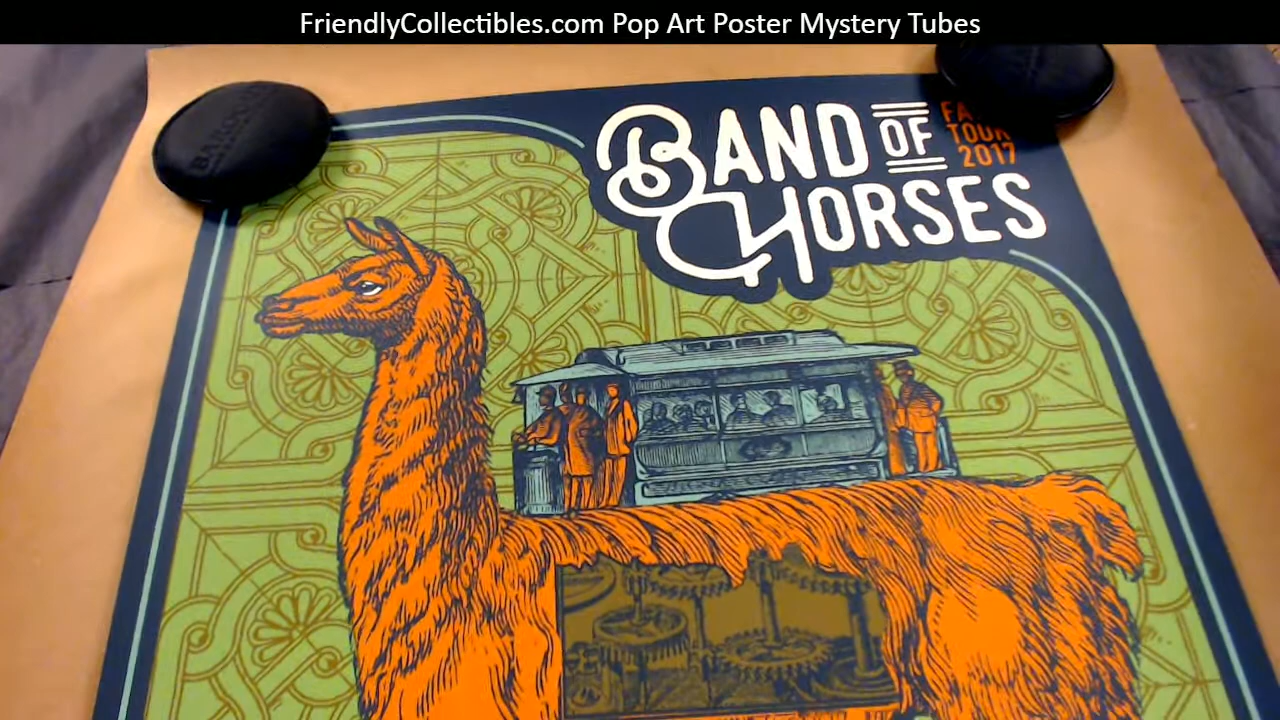 FriendlyCollectibles.com Pop Art Poster Mystery Tubes
BAND OF
HORSES
TOUR
2017